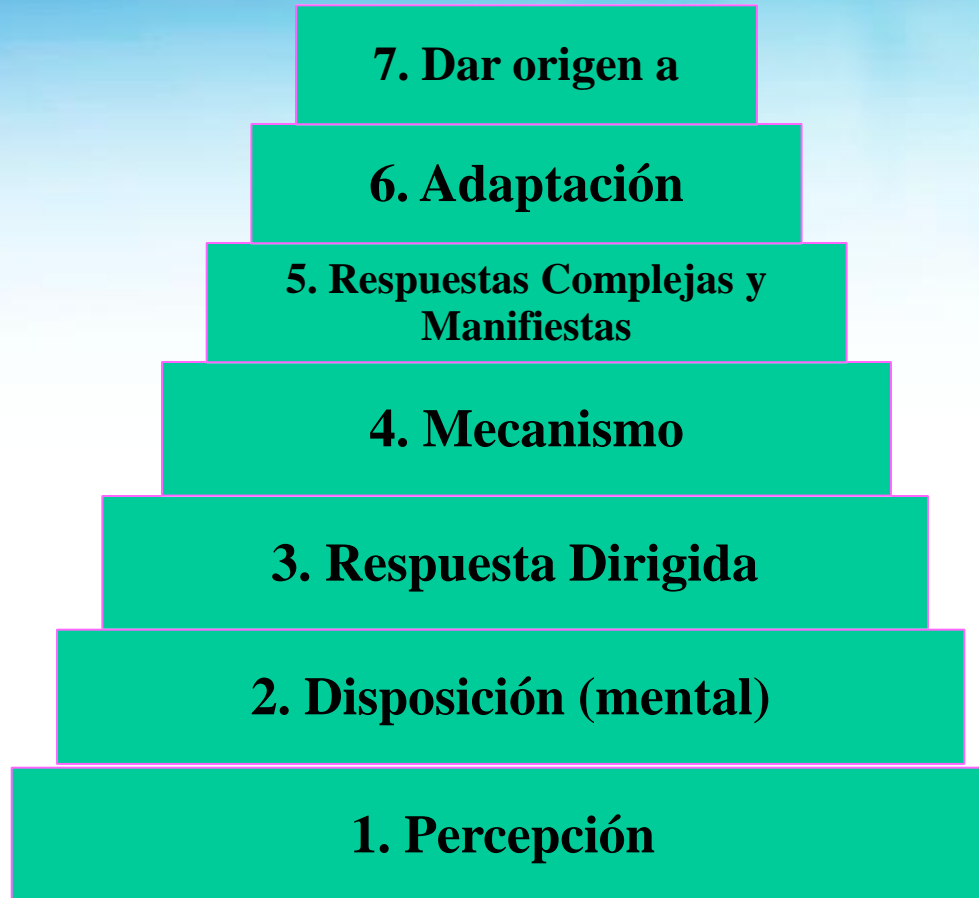 7. Dar origen a
6. Adaptación
5. Respuestas Complejas y
Manifiestas
4. Mecanismo
3. Respuesta Dirigida
2. Disposición (mental)
1. Percepción